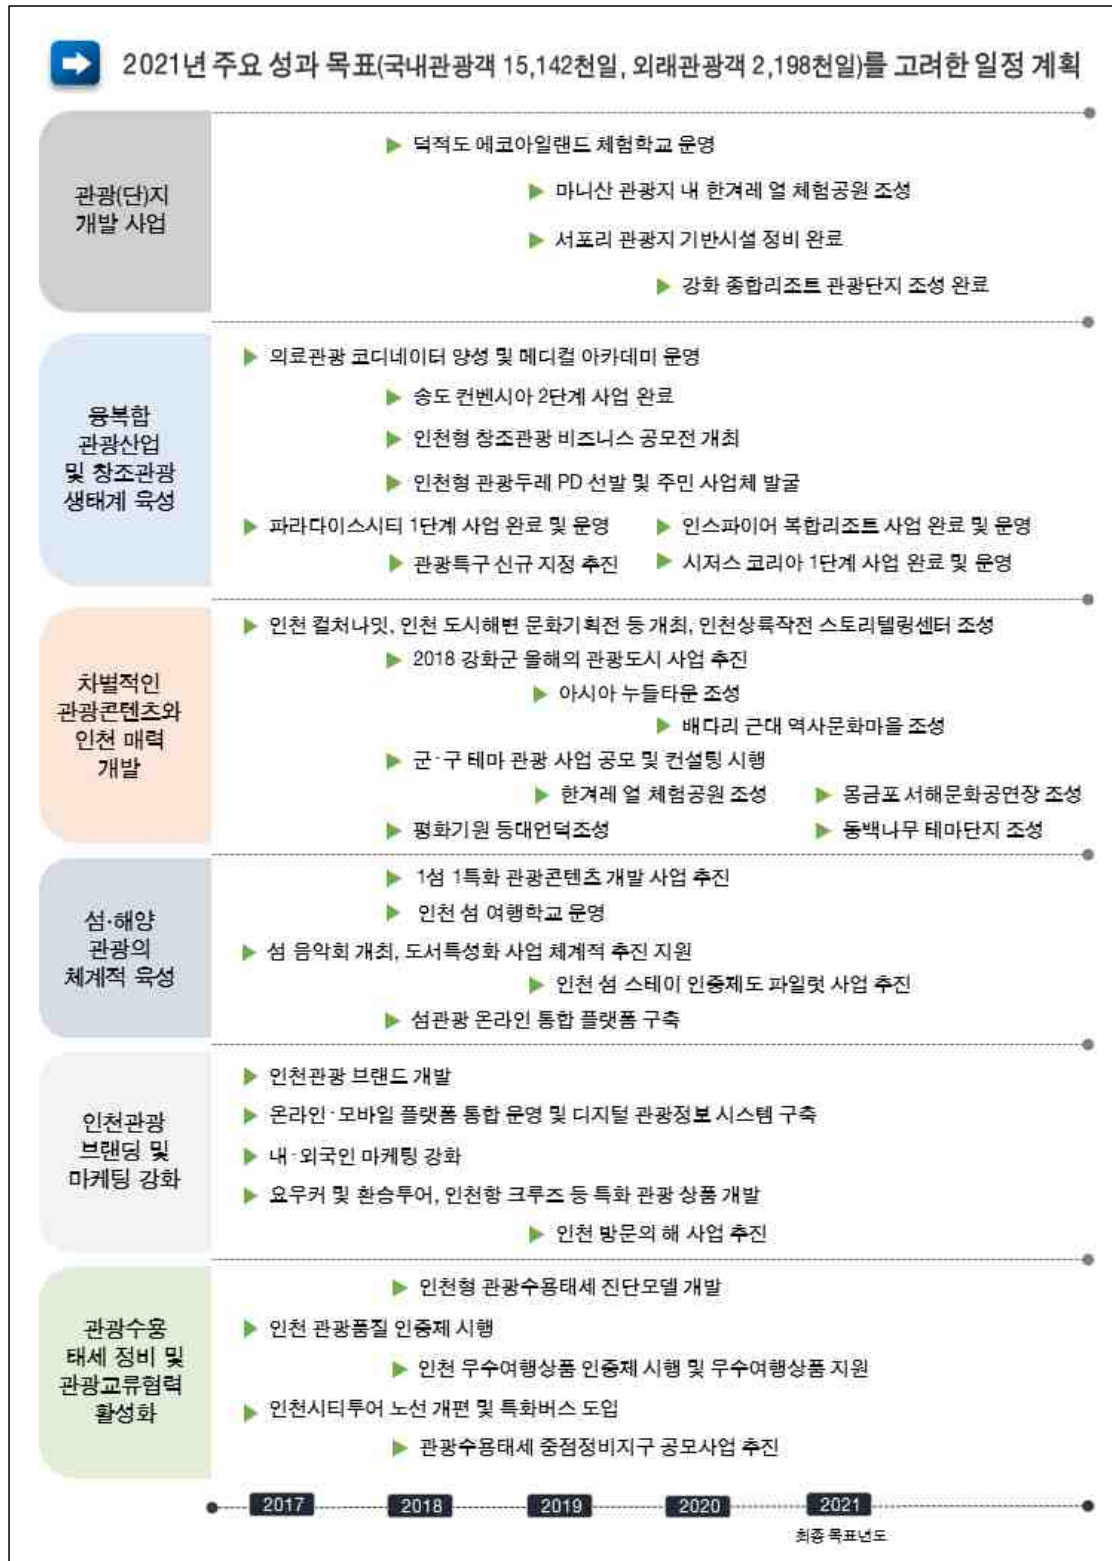 2021년 주요 성과 목표(국내관광객 15,142천일, 외래관광객 2,198천일)를 고려한 일정 계획
관광(단)지
개발 사업
덕적도 에코아일랜드 체험학교 운영
마니산 관광지 내 한겨레 얼 체험공원 조성
서포리 관광지 기반시설 정비 완료
강화 종합리조트 관광단지 조성 완료
융복합
관광산업
및 창조관광
생태계 육성
의료관광 코디네이터 양성 및 메디컬 아카데미 운영
송도 컨벤시아 2단계 사업 완료
인천형 창조관광 비즈니스 공모전 개최
인천형 관광두레 PD 선발 및 주민 사업체 발굴
파라다이스시티 1단계 사업 완료 및 운영 인스파이어 복합리조트 사업 완료 및 운영
관광특구 신규 지정 추진 시저스 코리아 1단계 사업 완료 및 운영
차별적인
관광콘텐츠와
인천 매력
개발
인천 컬처나잇, 인천 도시해변 문화기획전 등 개최, 인천상륙작전 스토리텔링센터 조성
2018 강화군 올해의 관광도시 사업 추진
아시아 누들타운 조성
배다리 근대 역사문화마을 조성
군·구 테마 관광 사업 공모 및 컨설팅 시행
한겨레 얼 체험공원 조성 몽금포 서해문화공연장 조성
평화기원 등대언덕조성 동백나무 테마단지 조성
섬·해양
관광의
체계적 육성
1섬 1특화 관광콘텐츠 개발 사업 추진
인천 섬 여행학교 운영
섬 음악회 개최, 도서특성화 사업 체계적 추진 지원
인천 섬 스테이 인증제도 파일럿 사업 추진
섬관광 온라인 통합 플랫폼 구축
인천관광
브랜딩 및
마케팅 강화
인천관광 브랜드 개발
온라인·모바일 플랫폼 통합 운영 및 디지털 관광정보 시스템 구축
내·외국인 마케팅 강화
요우커 및 환승투어, 인천항 크루즈 등 특화 관광 상품 개발
인천 방문의 해 사업 추진
관광수용
태세 정비 및
관광교류협력
활성화
인천형 관광수용태세 진단모델 개발
인천 관광품질 인증제 시행
인천 우수여행상품 인증제 시행 및 우수여행상품 지원
인천시티투어 노선 개편 및 특화버스 도입
관광수용태세 중점정비지구 공모사업 추진
2017 2018 2019 2020 2021
최종 목표년도